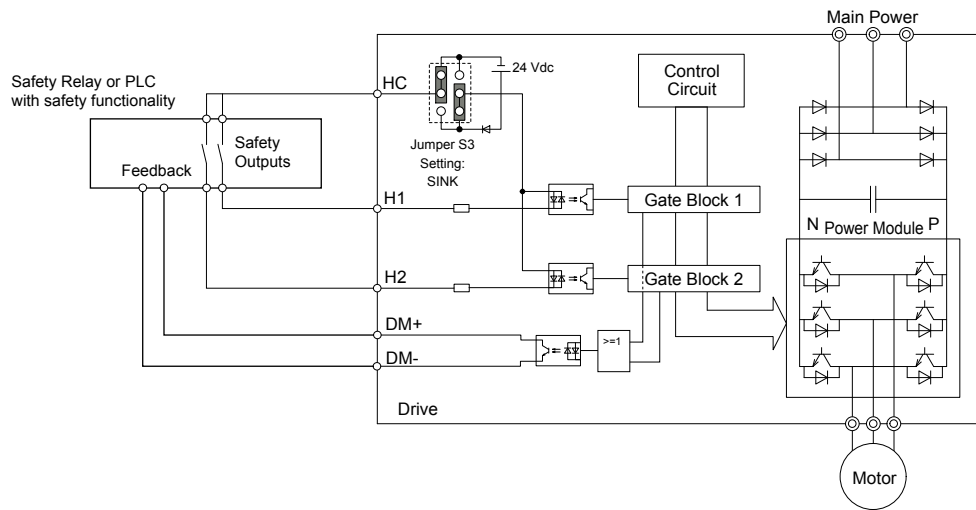 Main Power
Safety Relay or PLC
with safety functionality
HC
24 Vdc
Control
Circuit
Safety
Outputs
Feedback
Jumper S3
Setting:
SINK
H1
Gate Block 1
N
P
Power Module
H2
Gate Block 2
DM+
>=1
DM-
Drive
Motor